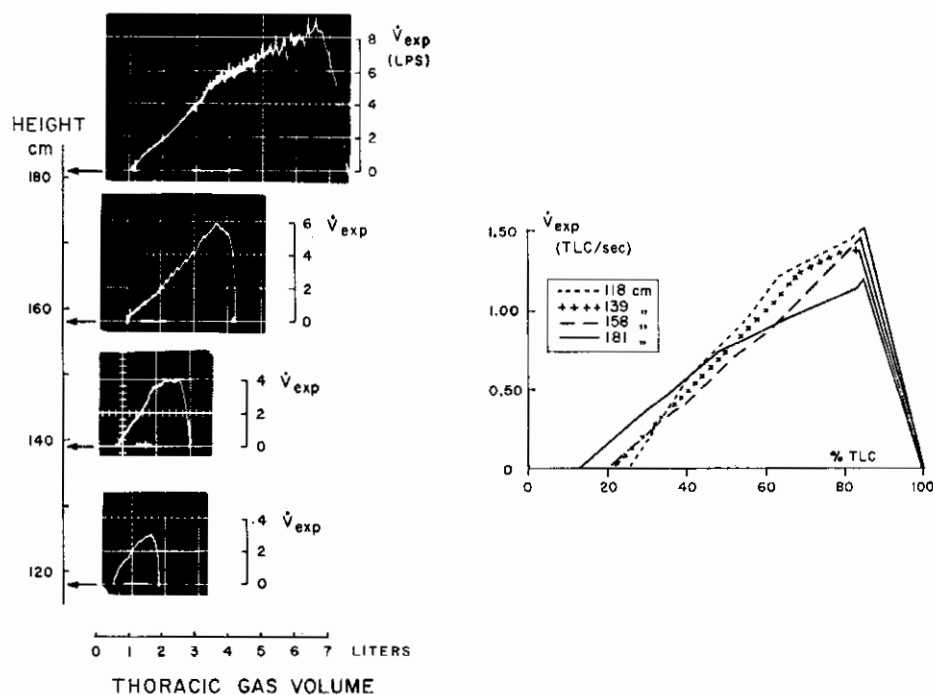 HEIGHT
cm
180
160
140
120
8
6
4
2
0
V̇exp
(LPS)
6
4
2
0
V̇exp
4
2
0
V̇exp
.4
2
0
V̇exp
0 1 2 3 4 5 6 7 LITERS
THORACIC GAS VOLUME
V̇exp
(TLC/sec)
1.50
1.00
0.50
0
118 cm
139 „
158 „
181 „
% TLC
0 20 40 60 80 100